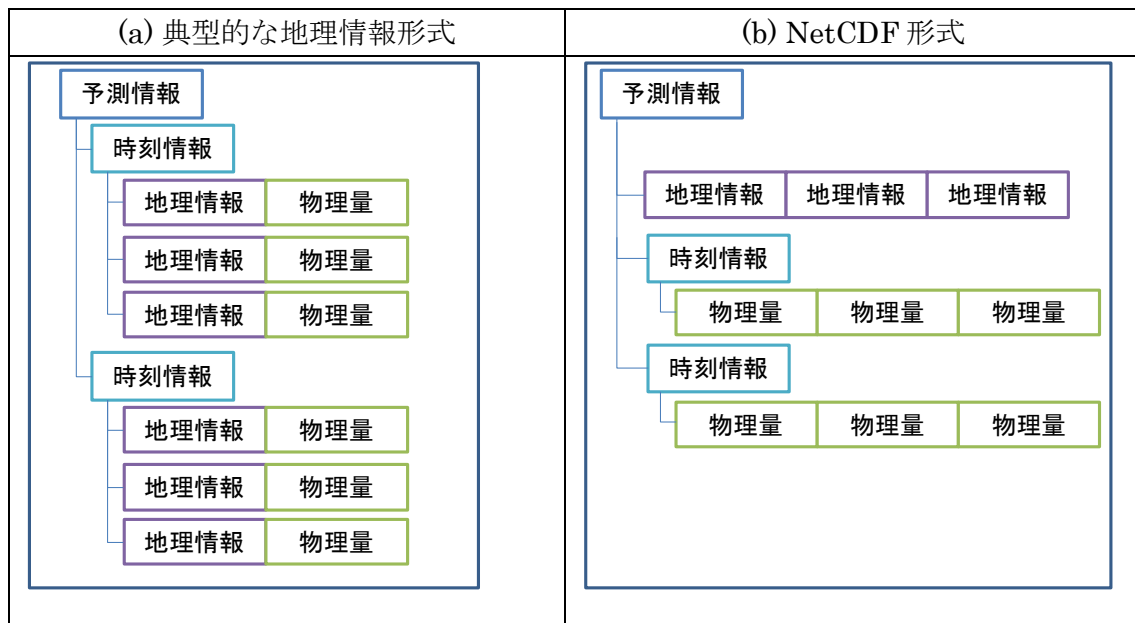 (a) 典型的な地理情報形式
予測情報
時刻情報
地理情報 物理量
地理情報 物理量
地理情報 物理量
時刻情報
地理情報 物理量
地理情報 物理量
地理情報 物理量
(b) NetCDF 形式
予測情報
地理情報 地理情報 地理情報
時刻情報
物理量 物理量 物理量
時刻情報
物理量 物理量 物理量